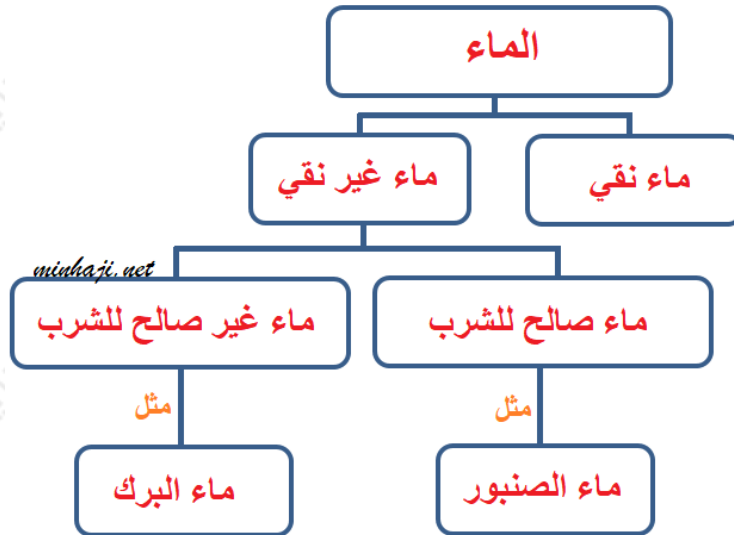 الماء
ماء نقي
ماء غير نقي
minhaji.net
ماء صالح للشرب
ماء غير صالح للشرب
مثل
مثل
ماء الصنبور
ماء البرك